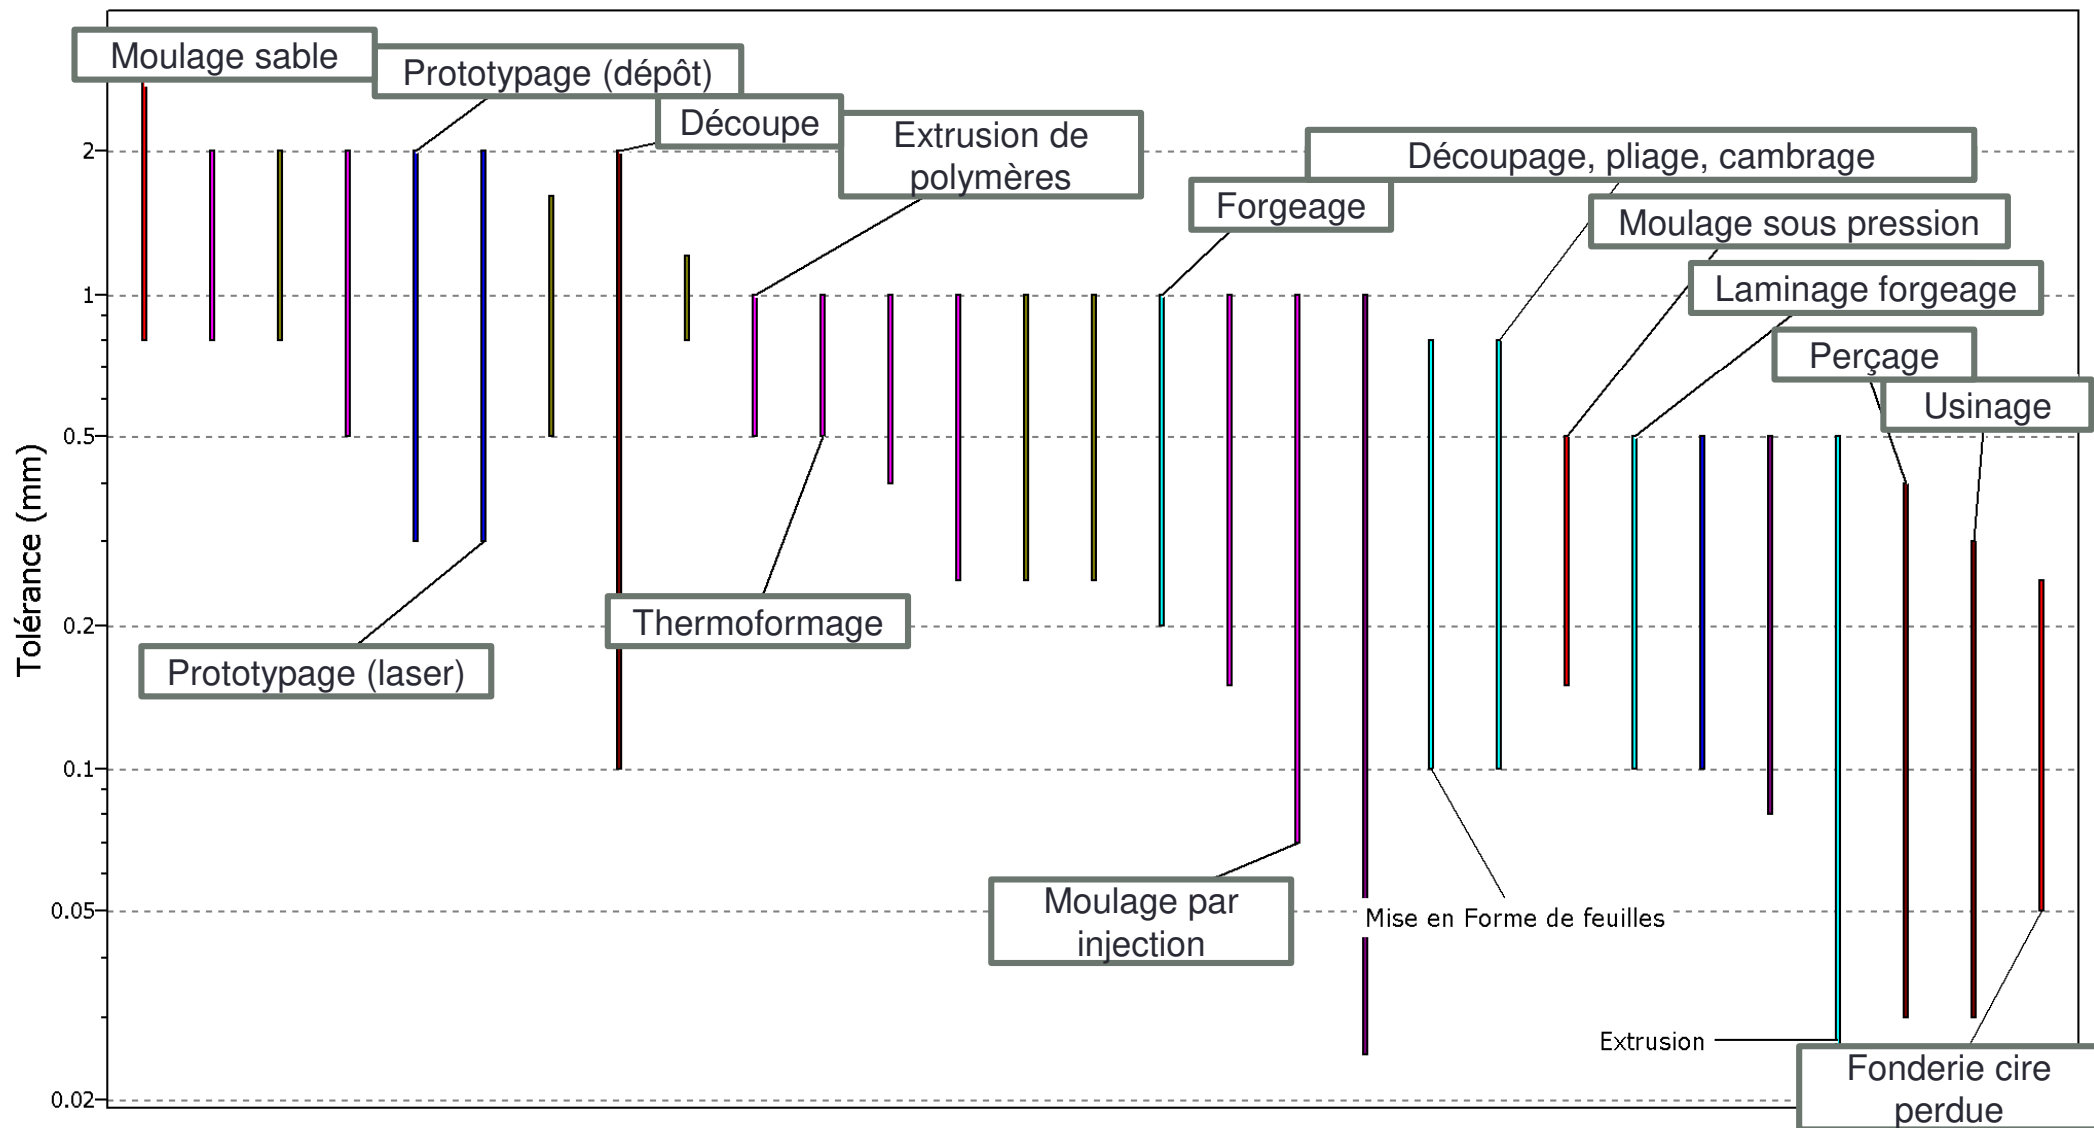 Moulage sable
Prototypage (dépôt)
Découpe
Extrusion de
polymères
Découpage, pliage, cambrage
Forgeage
Moulage sous pression
Laminage forgeage
Perçage
Usinage
Tolérance (mm)
2
1
0.5
0.2
0.1
0.05
0.02
Thermoformage
Prototypage (laser)
Moulage par
injection
Mise en Forme de feuilles
Extrusion
Fonderie cire
perdue